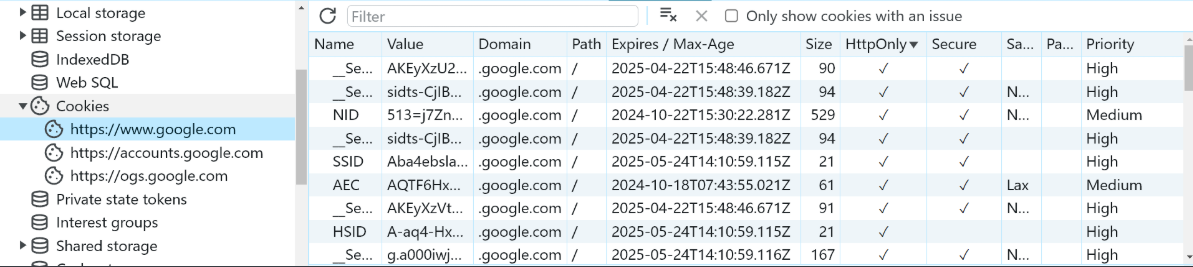 Local storage
Session storage
IndexedDB
Web SQL
Cookies
https://www.google.com
https://accounts.google.com
https://ogs.google.com
Private state tokens
Interest groups
Shared storage
Filter Only show cookies with an issue
Name Value Domain Path Expires / Max-Age Size HttpOnly Secure Sa... Pa... Priority
__Se... AKEyXzU2... .google.com / 2025-04-22T15:48:46.671Z 90 ✓ ✓ High
__Se... sidts-CjIB... .google.com / 2025-04-22T15:48:39.182Z 94 ✓ ✓ N... High
NID 513=j7Zn... .google.com / 2024-10-22T15:30:22.281Z 529 ✓ ✓ N... Medium
__Se... sidts-CjIB... .google.com / 2025-04-22T15:48:39.182Z 94 ✓ ✓ High
SSID Aba4ebsla... .google.com / 2025-05-24T14:10:59.115Z 21 ✓ ✓ High
AEC AQTF6Hx... .google.com / 2024-10-18T07:43:55.021Z 61 ✓ ✓ Lax Medium
__Se... AKEyXzVt... .google.com / 2025-04-22T15:48:46.671Z 91 ✓ ✓ N... High
HSID A-aq4-Hx... .google.com / 2025-05-24T14:10:59.115Z 21 ✓ High
__Se... g.a000iwj... .google.com / 2025-05-24T14:10:59.116Z 167 ✓ ✓ N... High